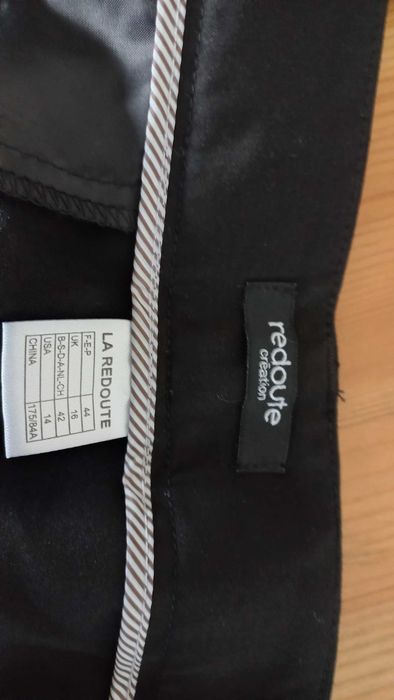 LA REDOUTE
F-E-P 44
UK 16
B-S-D-A-NL-CH 42
USA 14
CHINA 175/84A
redoute
création